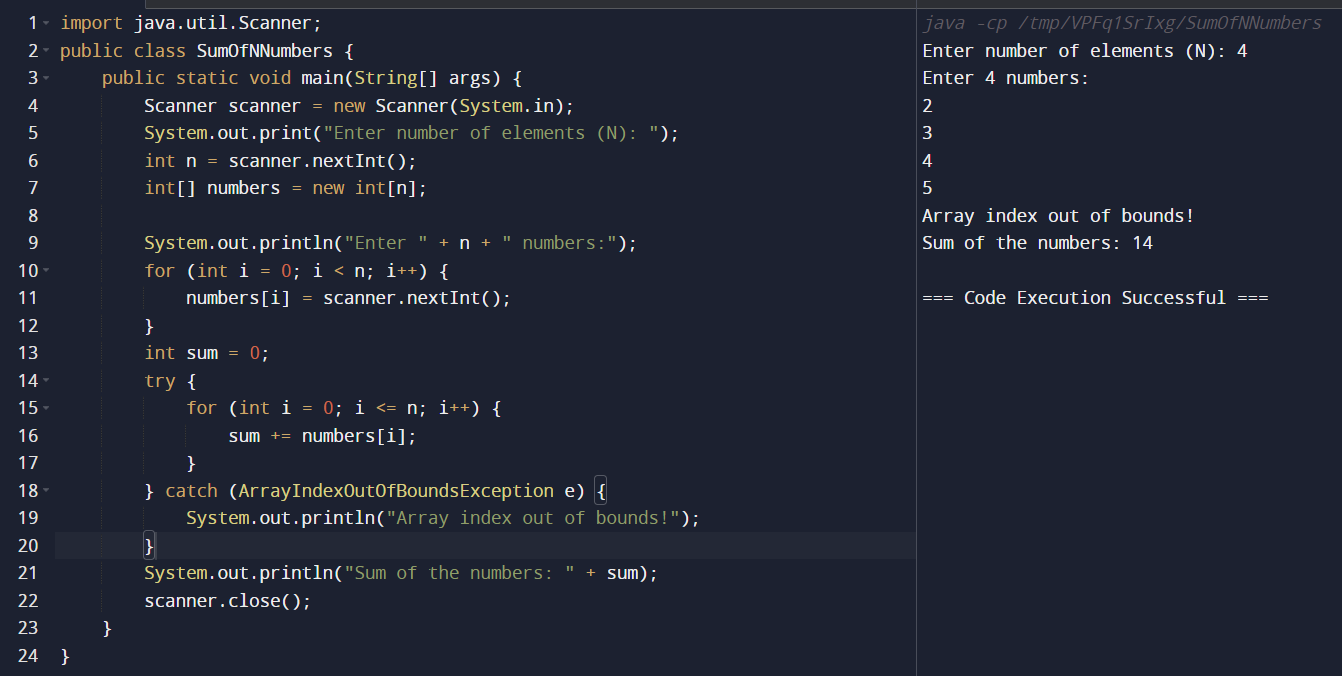 1 import java.util.Scanner;
2 public class SumOfNNumbers {
3     public static void main(String[] args) {
4         Scanner scanner = new Scanner(System.in);
5         System.out.print("Enter number of elements (N): ");
6         int n = scanner.nextInt();
7         int[] numbers = new int[n];
8
9         System.out.println("Enter " + n + " numbers:");
10         for (int i = 0; i < n; i++) {
11             numbers[i] = scanner.nextInt();
12         }
13         int sum = 0;
14         try {
15             for (int i = 0; i <= n; i++) {
16                 sum += numbers[i];
17             }
18         } catch (ArrayIndexOutOfBoundsException e) {
19             System.out.println("Array index out of bounds!");
20         }
21         System.out.println("Sum of the numbers: " + sum);
22         scanner.close();
23     }
24 }
java -cp /tmp/VPFq1SrIxg/SumOfNNumbers
Enter number of elements (N): 4
Enter 4 numbers:
2
3
4
5
Array index out of bounds!
Sum of the numbers: 14
=== Code Execution Successful ===